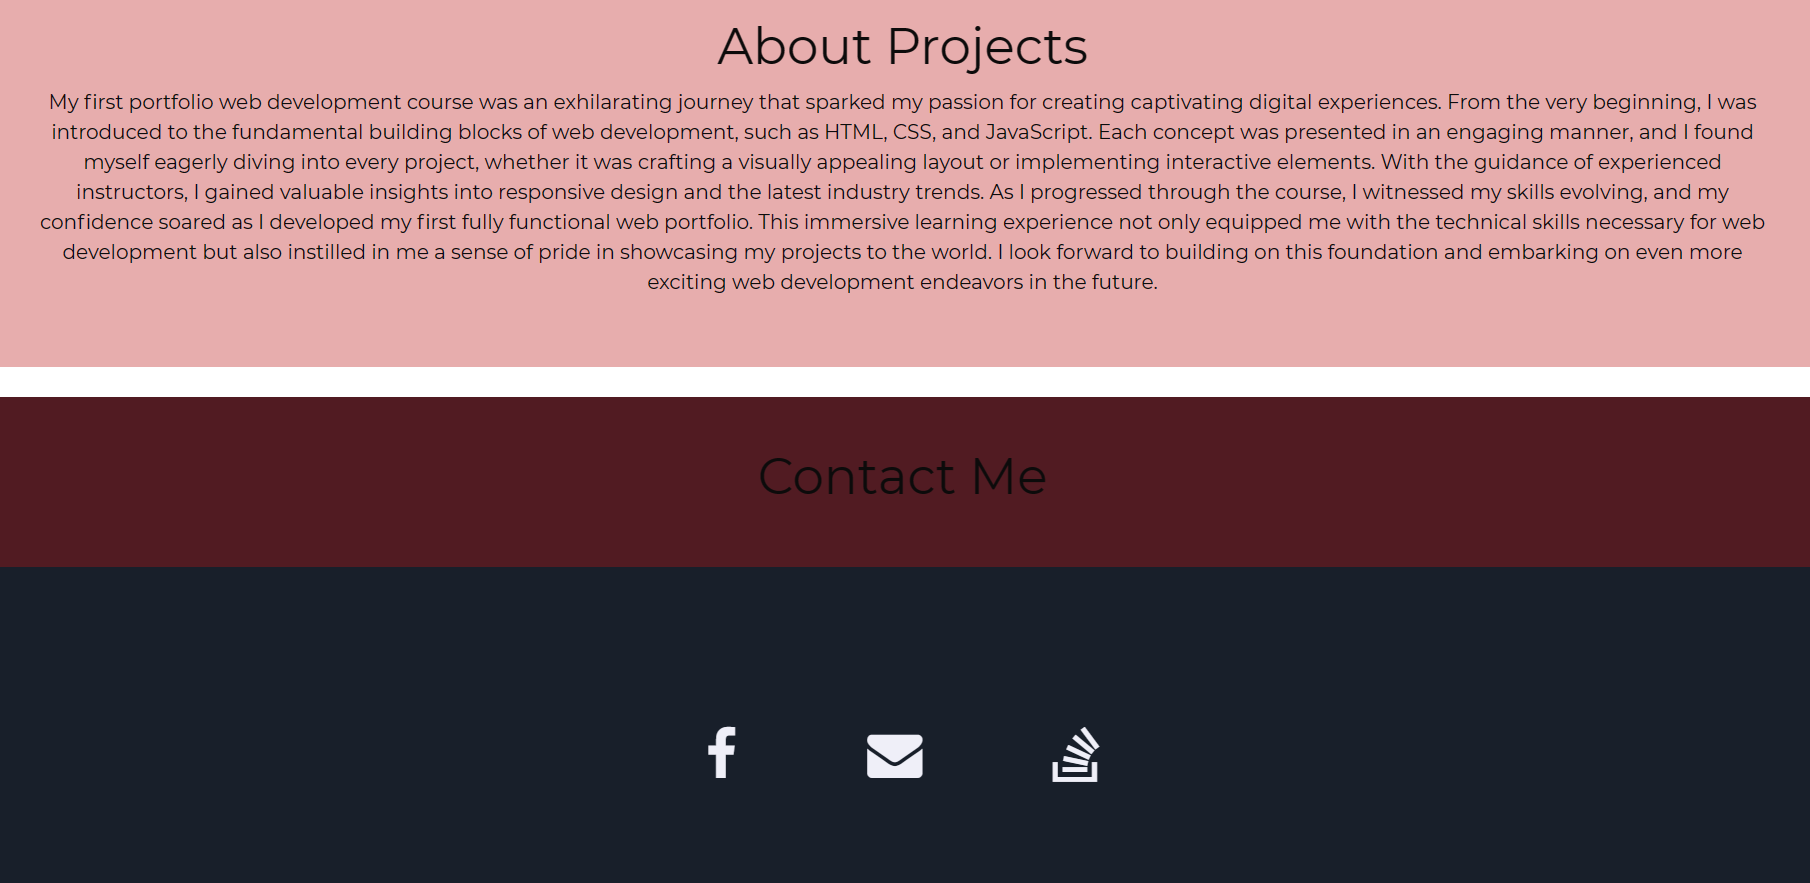 About Projects
My first portfolio web development course was an exhilarating journey that sparked my passion for creating captivating digital experiences. From the very beginning, I was
introduced to the fundamental building blocks of web development, such as HTML, CSS, and JavaScript. Each concept was presented in an engaging manner, and I found
myself eagerly diving into every project, whether it was crafting a visually appealing layout or implementing interactive elements. With the guidance of experienced
instructors, I gained valuable insights into responsive design and the latest industry trends. As I progressed through the course, I witnessed my skills evolving, and my
confidence soared as I developed my first fully functional web portfolio. This immersive learning experience not only equipped me with the technical skills necessary for web
development but also instilled in me a sense of pride in showcasing my projects to the world. I look forward to building on this foundation and embarking on even more
exciting web development endeavors in the future.
Contact Me